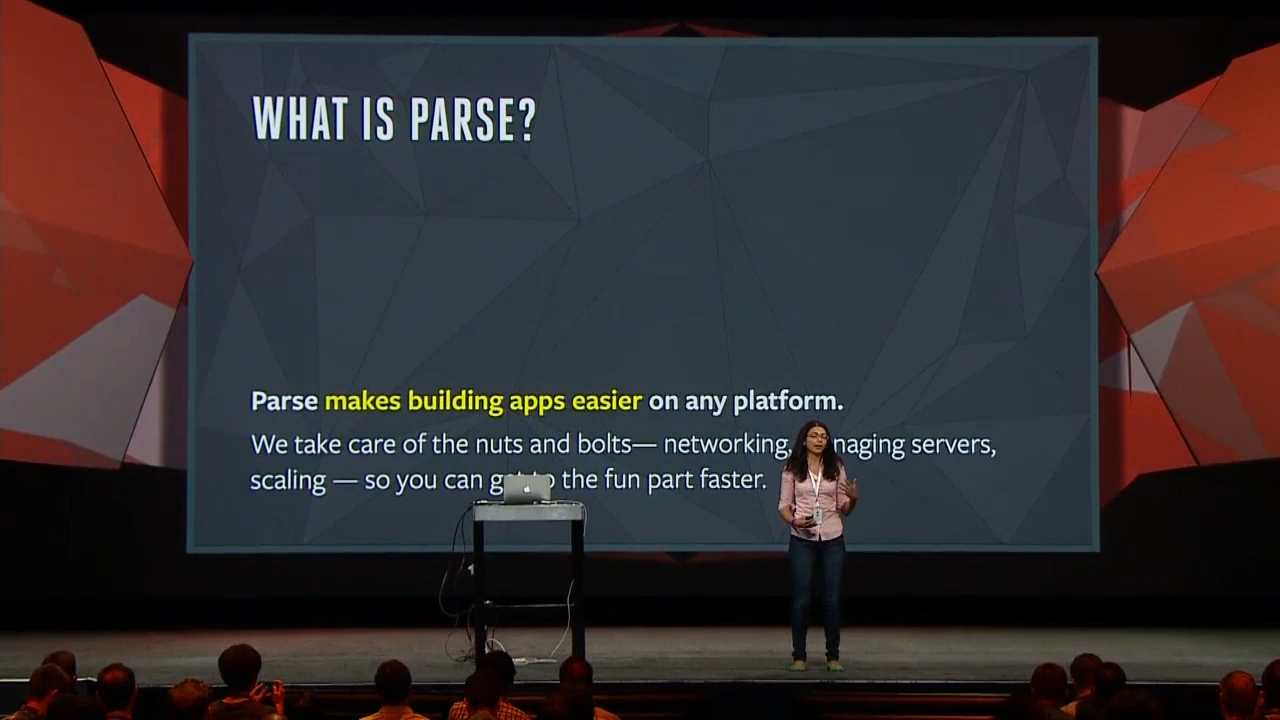 WHAT IS PARSE?
Parse makes building apps easier on any platform.
We take care of the nuts and bolts— networking, servers,
scaling — so you can the fun part faster.